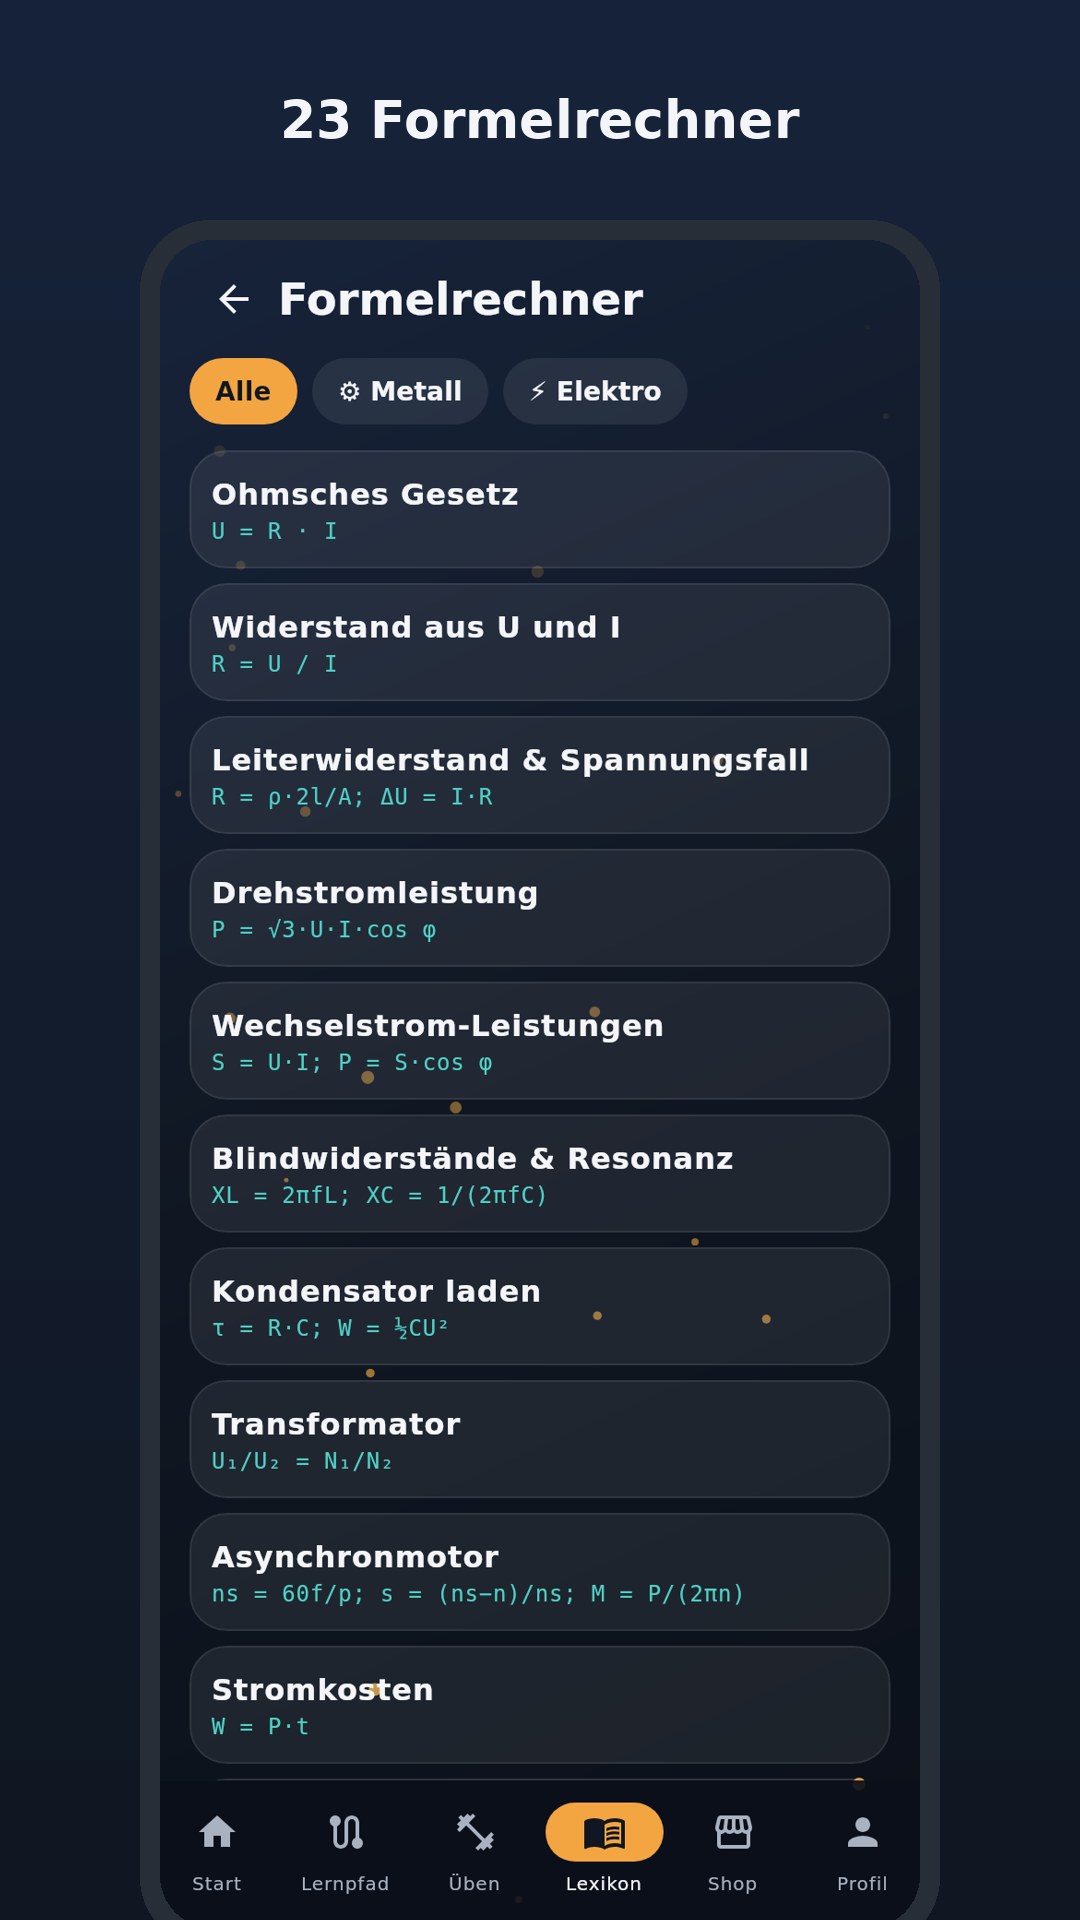 23 Formelrechner
Formelrechner
Alle
⚙ Metall
⚡ Elektro
Ohmsches Gesetz
U = R · I
Widerstand aus U und I
R = U / I
Leiterwiderstand & Spannungsfall
R = ρ·2l/A; ΔU = I·R
Drehstromleistung
P = √3·U·I·cos φ
Wechselstrom-Leistungen
S = U·I; P = S·cos φ
Blindwiderstände & Resonanz
XL = 2πfL; XC = 1/(2πfC)
Kondensator laden
τ = R·C; W = ½CU²
Transformator
U₁/U₂ = N₁/N₂
Asynchronmotor
ns = 60f/p; s = (ns−n)/ns; M = P/(2πn)
Stromkosten
W = P·t
Start
Lernpfad
Üben
Lexikon
Shop
Profil